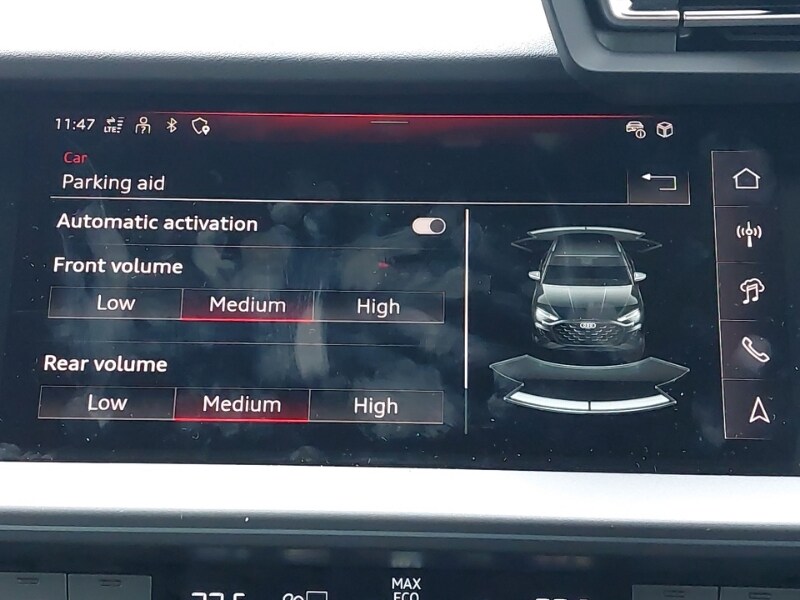 11:47 LTE
Car
Parking aid
Automatic activation
Front volume
Low Medium High
Rear volume
Low Medium High
MAX
ECO